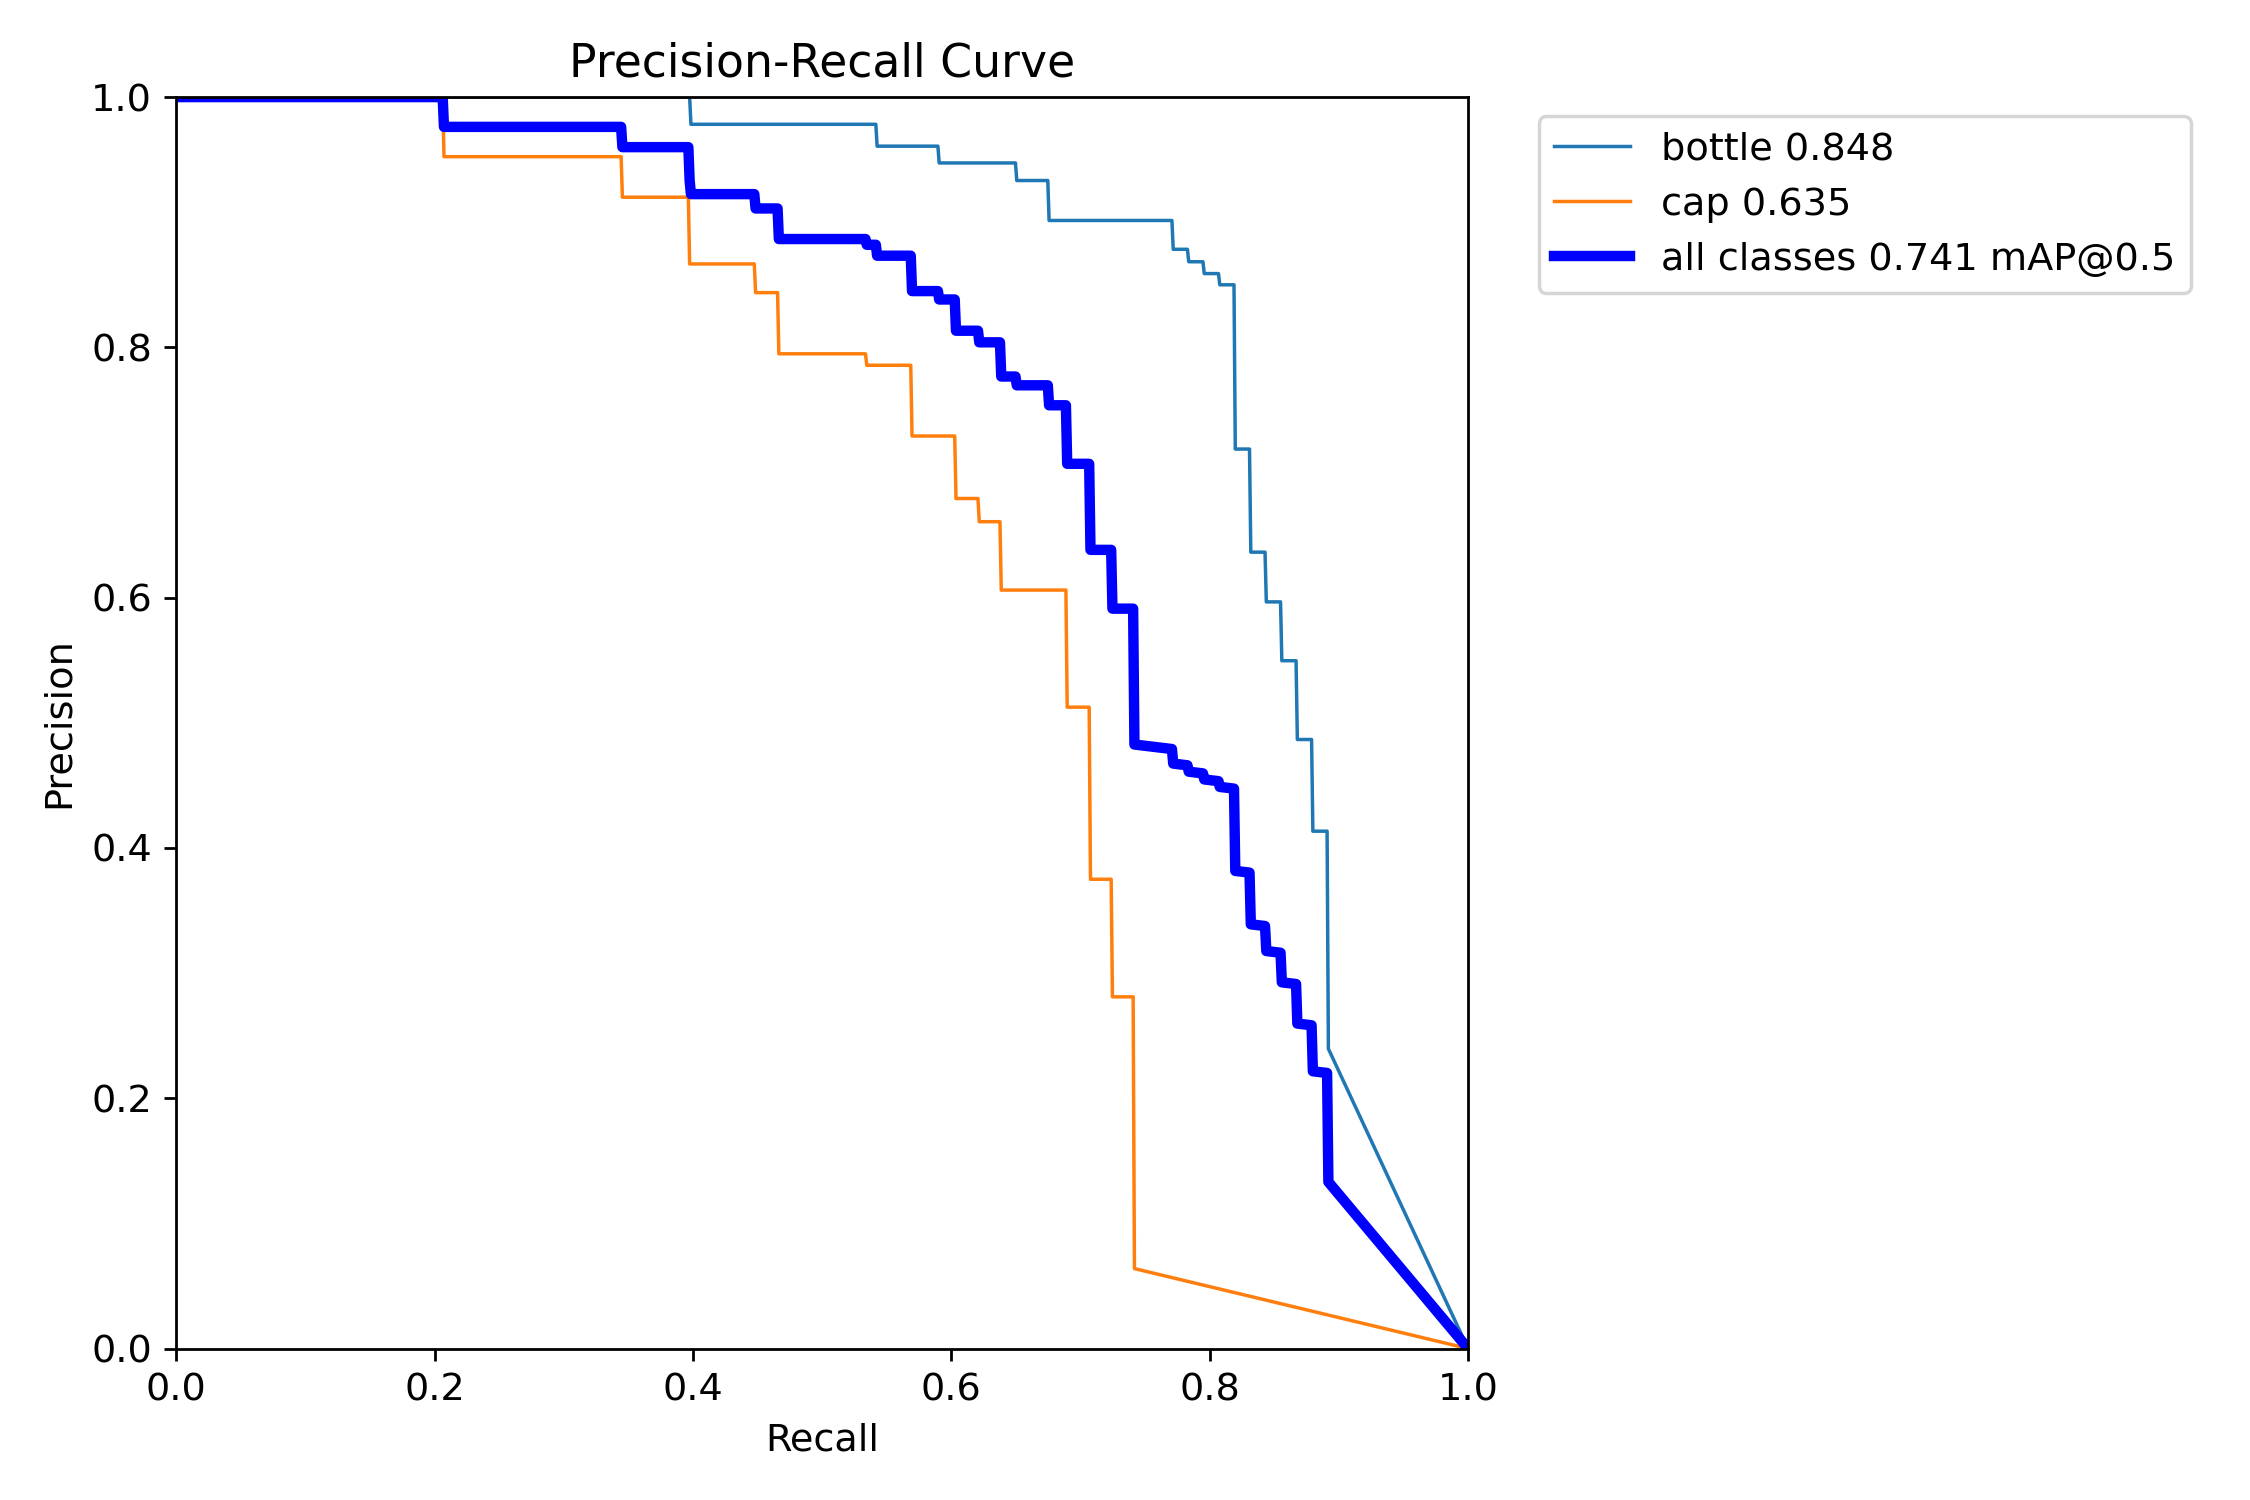 Precision-Recall Curve
1.0
0.8
0.6
0.4
0.2
0.0
Precision
0.0 0.2 0.4 0.6 0.8 1.0
Recall
bottle 0.848
cap 0.635
all classes 0.741 mAP@0.5